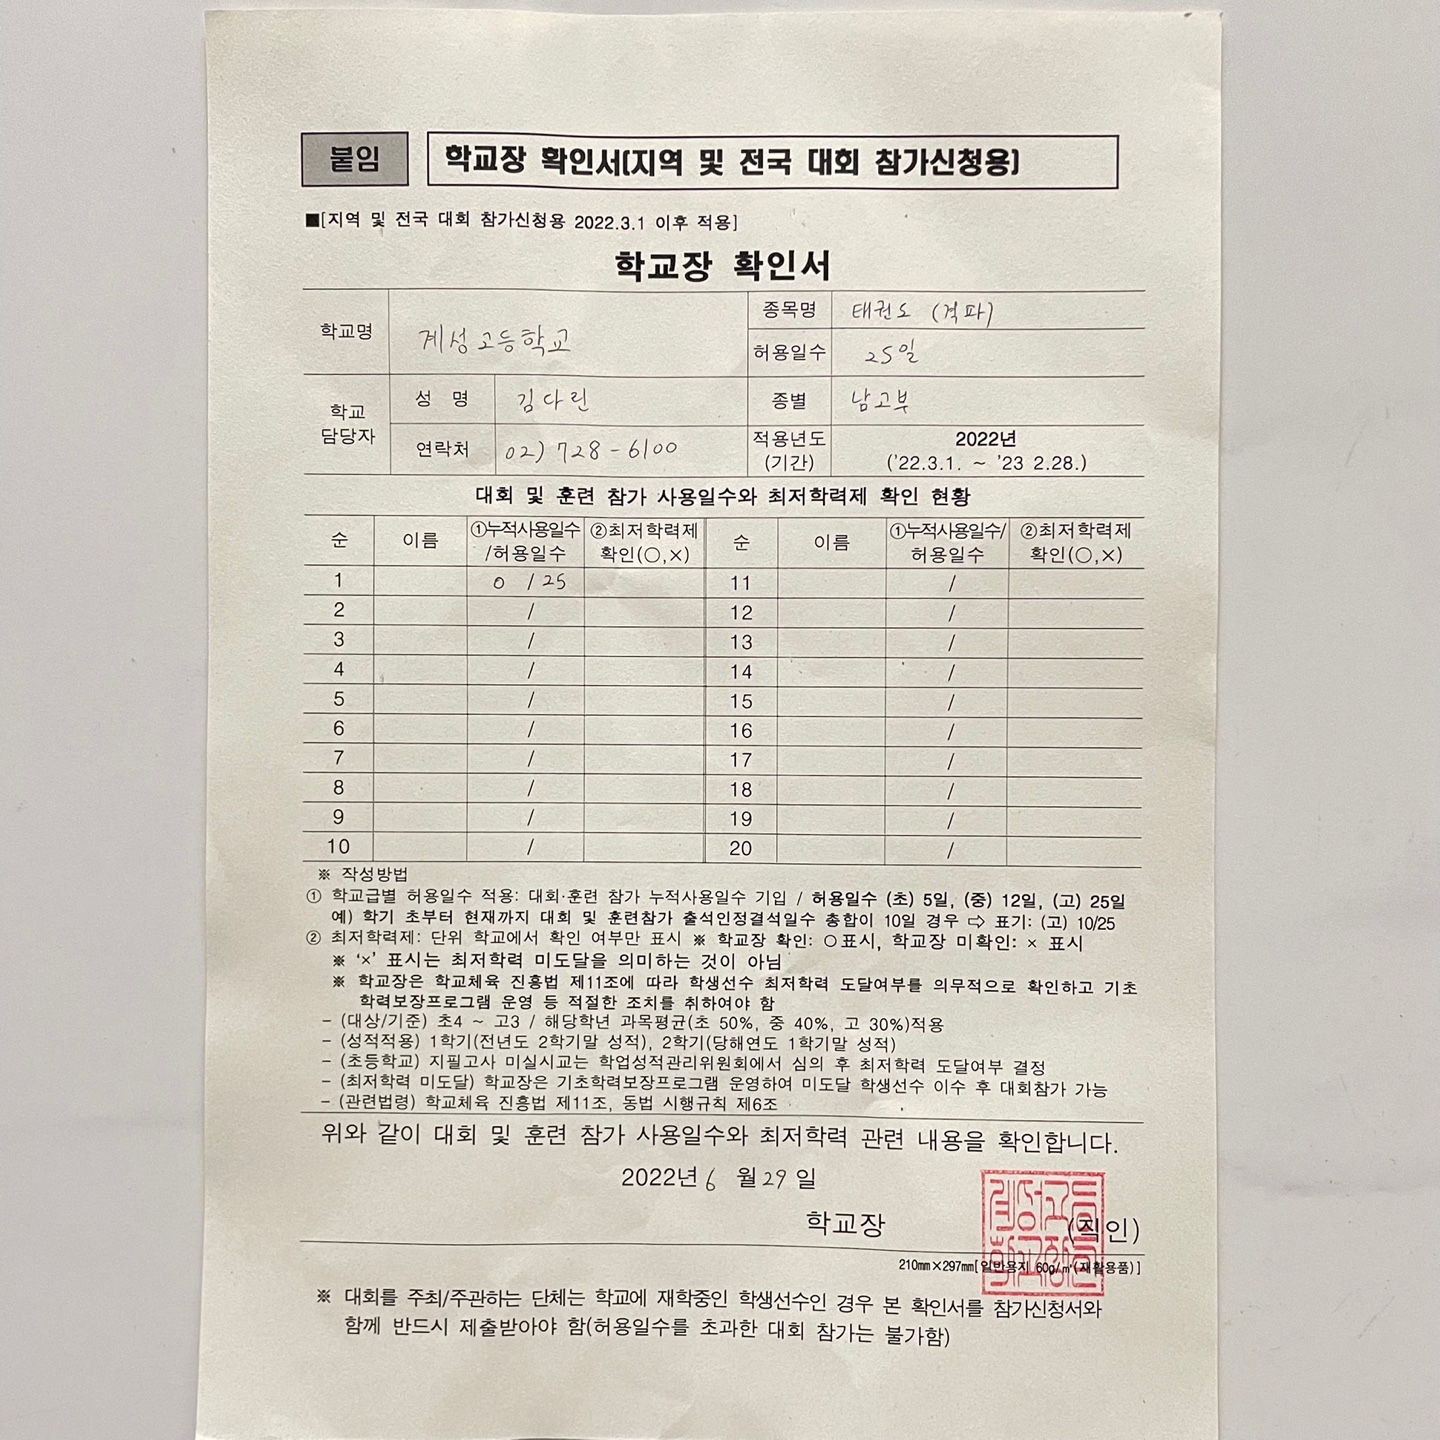 붙임 학교장 확인서(지역 및 전국 대회 참가신청용)
■[지역 및 전국 대회 참가신청용 2022.3.1 이후 적용]
학교장 확인서
학교명 계성고등학교 종목명 태권도 (격파)
허용일수 25일
학교 담당자 성 명 김다린 종별 남고부
연락처 02) 728-6100 적용년도 (기간) 2022년 ('22.3.1. ~ '23 2.28.)
대회 및 훈련 참가 사용일수와 최저학력제 확인 현황
순 이름 ①누적사용일수/허용일수 ②최저학력제 확인(○,×) 순 이름 ①누적사용일수/허용일수 ②최저학력제 확인(○,×)
1 0 / 25 11 /
2 / 12 /
3 / 13 /
4 / 14 /
5 / 15 /
6 / 16 /
7 / 17 /
8 / 18 /
9 / 19 /
10 / 20 /
※ 작성방법
① 학교급별 허용일수 적용: 대회·훈련 참가 누적사용일수 기입 / 허용일수 (초) 5일, (중) 12일, (고) 25일
예) 학기 초부터 현재까지 대회 및 훈련참가 출석인정결석일수 총합이 10일 경우 ⇨ 표기: (고) 10/25
② 최저학력제: 단위 학교에서 확인 여부만 표시 ※ 학교장 확인: ○표시, 학교장 미확인: × 표시
※ '×' 표시는 최저학력 미도달을 의미하는 것이 아님
※ 학교장은 학교체육 진흥법 제11조에 따라 학생선수 최저학력 도달여부를 의무적으로 확인하고 기초
학력보장프로그램 운영 등 적절한 조치를 취하여야 함
- (대상/기준) 초4 ~ 고3 / 해당학년 과목평균(초 50%, 중 40%, 고 30%)적용
- (성적적용) 1학기(전년도 2학기말 성적), 2학기(당해연도 1학기말 성적)
- (초등학교) 지필고사 미실시교는 학업성적관리위원회에서 심의 후 최저학력 도달여부 결정
- (최저학력 미도달) 학교장은 기초학력보장프로그램 운영하여 미도달 학생선수 이수 후 대회참가 가능
- (관련법령) 학교체육 진흥법 제11조, 동법 시행규칙 제6조
위와 같이 대회 및 훈련 참가 사용일수와 최저학력 관련 내용을 확인합니다.
2022년 6 월 29 일
학교장 (직인)
계성고등학교장인
210mm×297mm[일반용지 60g/㎡(재활용품)]
※ 대회를 주최/주관하는 단체는 학교에 재학중인 학생선수인 경우 본 확인서를 참가신청서와
함께 반드시 제출받아야 함(허용일수를 초과한 대회 참가는 불가함)